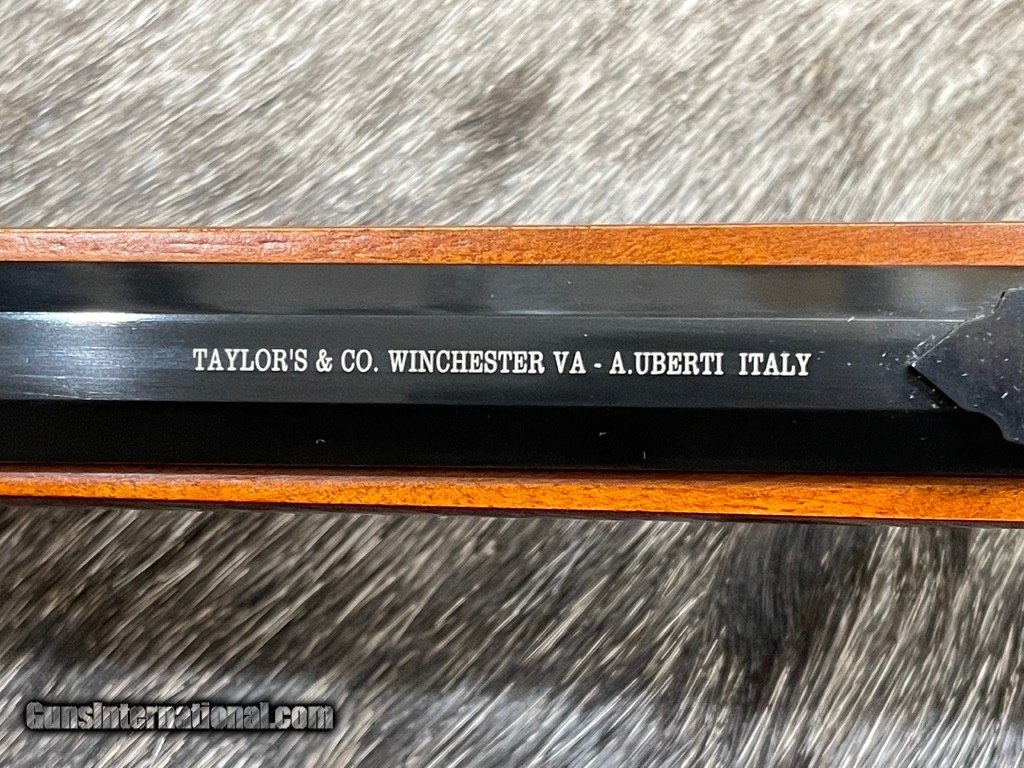 TAYLOR'S & CO. WINCHESTER VA - A.UBERTI ITALY
GunsInternational.com